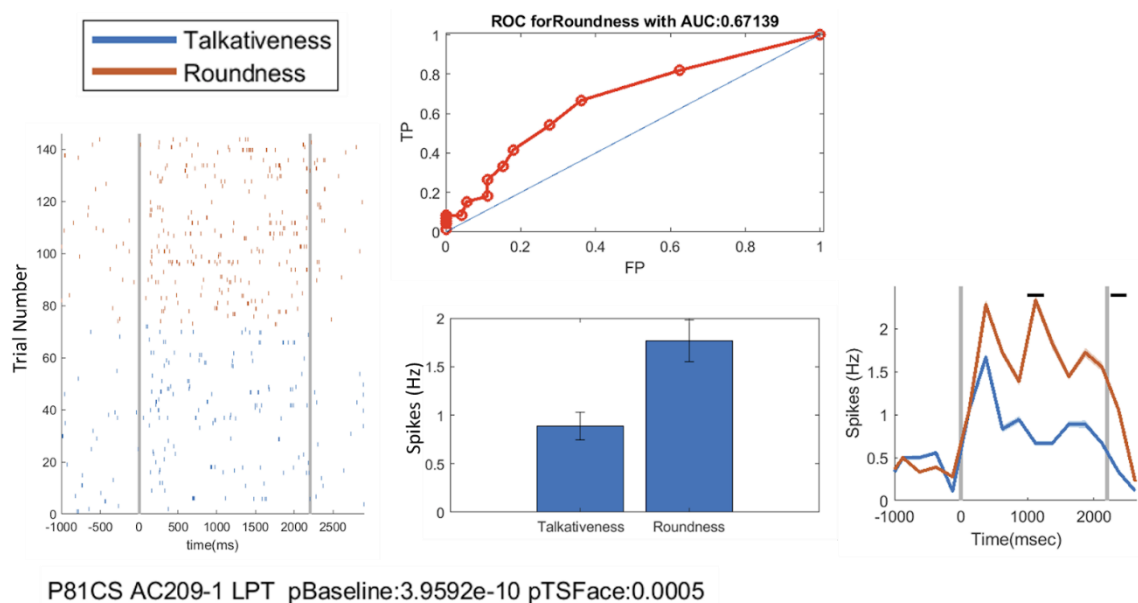 Talkativeness
Roundness
Trial Number
140
120
100
80
60
40
20
0
-1000 -500 0 500 1000 1500 2000 2500
time(ms)
ROC forRoundness with AUC:0.67139
TP
1
0.8
0.6
0.4
0.2
0
0 0.2 0.4 0.6 0.8 1
FP
Spikes (Hz)
2
1.5
1
0.5
0
Talkativeness Roundness
Spikes (Hz)
2
1.5
1
0.5
0
-1000 0 1000 2000
Time(msec)
P81CS AC209-1 LPT pBaseline:3.9592e-10 pTSFace:0.0005